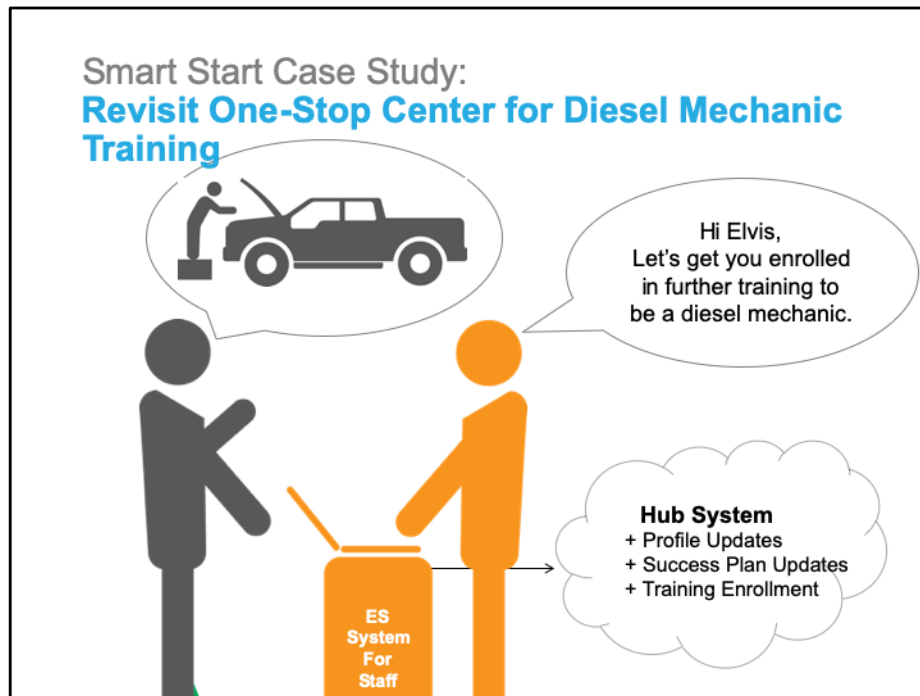 Smart Start Case Study:
Revisit One-Stop Center for Diesel Mechanic
Training
Hi Elvis,
Let's get you enrolled
in further training to
be a diesel mechanic.
Hub System
+ Profile Updates
+ Success Plan Updates
+ Training Enrollment
ES
System
For
Staff